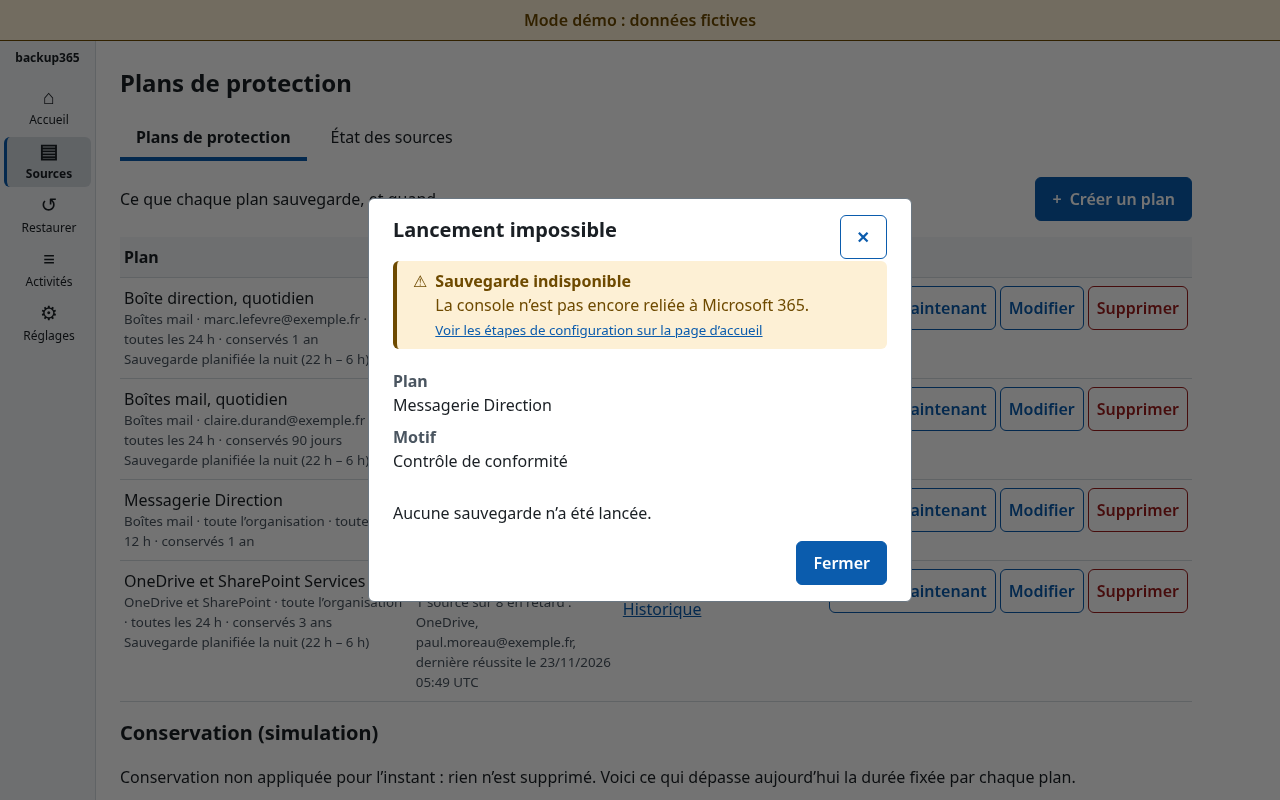 Mode démo : données fictives
backup365
Accueil
Sources
Restaurer
Activités
Réglages
Plans de protection
Plans de protection
État des sources
Ce que chaque plan sauvegarde, et quand
+ Créer un plan
Plan
Boîte direction, quotidien
Boîtes mail · marc.lefevre@exemple.fr ·
toutes les 24 h · conservés 1 an
Sauvegarde planifiée la nuit (22 h – 6 h)
Modifier
Supprimer
Boîtes mail, quotidien
Boîtes mail · claire.durand@exemple.fr
toutes les 24 h · conservés 90 jours
Sauvegarde planifiée la nuit (22 h – 6 h)
Modifier
Supprimer
Messagerie Direction
Boîtes mail · toute l’organisation · toute
12 h · conservés 1 an
Modifier
Supprimer
OneDrive et SharePoint Services
OneDrive et SharePoint · toute l’organisation
· toutes les 24 h · conservés 3 ans
Sauvegarde planifiée la nuit (22 h – 6 h)
1 source sur 8 en retard :
OneDrive,
paul.moreau@exemple.fr,
dernière réussite le 23/11/2026
05:49 UTC
Historique
Modifier
Supprimer
Lancement impossible
×
⚠ Sauvegarde indisponible
La console n’est pas encore reliée à Microsoft 365.
Voir les étapes de configuration sur la page d’accueil
Plan
Messagerie Direction
Motif
Contrôle de conformité
Aucune sauvegarde n’a été lancée.
Fermer
Conservation (simulation)
Conservation non appliquée pour l’instant : rien n’est supprimé. Voici ce qui dépasse aujourd’hui la durée fixée par chaque plan.